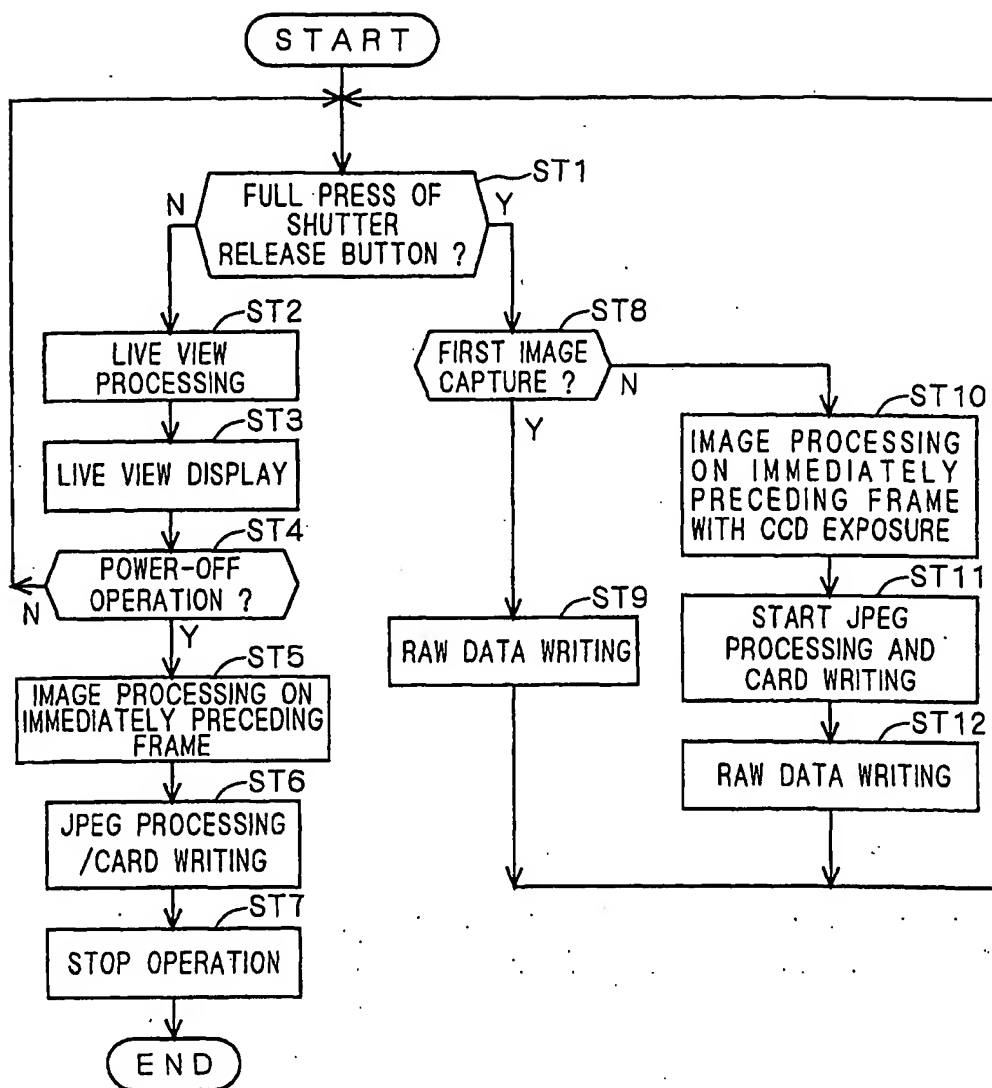 START
ST1
FULL PRESS OF
SHUTTER
RELEASE BUTTON ?
N
Y
ST2
LIVE VIEW
PROCESSING
ST3
LIVE VIEW DISPLAY
ST4
POWER-OFF
OPERATION ?
N
Y
ST5
IMAGE PROCESSING ON
IMMEDIATELY PRECEDING
FRAME
ST6
JPEG PROCESSING
/CARD WRITING
ST7
STOP OPERATION
END
ST8
FIRST IMAGE
CAPTURE ?
N
Y
ST9
RAW DATA WRITING
ST10
IMAGE PROCESSING
ON IMMEDIATELY
PRECEDING FRAME
WITH CCD EXPOSURE
ST11
START JPEG
PROCESSING AND
CARD WRITING
ST12
RAW DATA WRITING